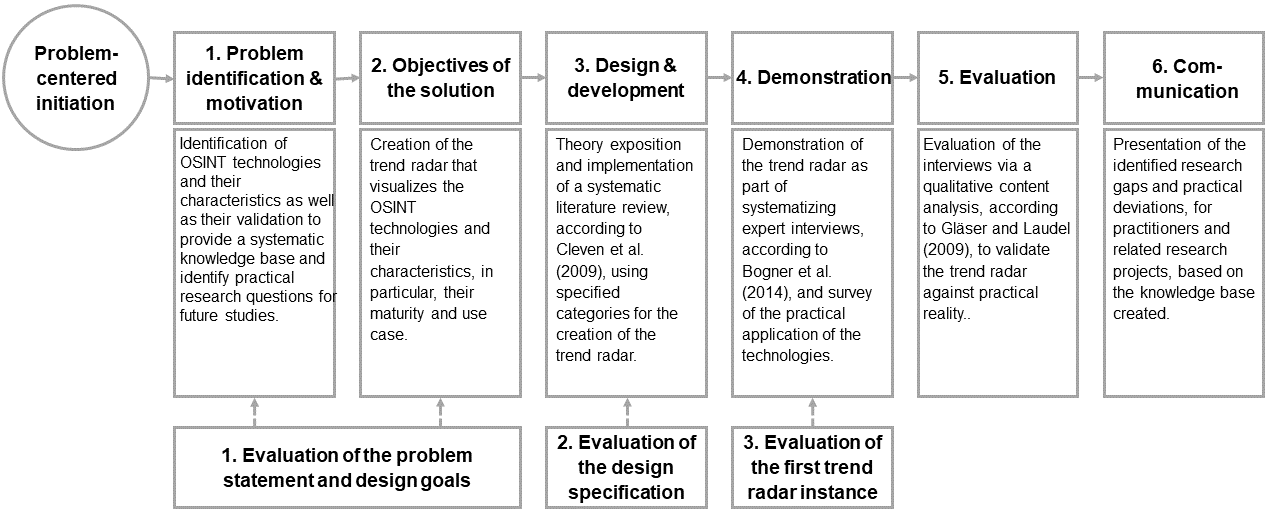 Problem-
centered
initiation
1. Problem
identification &
motivation
2. Objectives of
the solution
3. Design &
development
4. Demonstration
5. Evaluation
6. Com-
munication
Identification of
OSINT technologies
and their
characteristics as well
as their validation to
provide a systematic
knowledge base and
identify practical
research questions for
future studies.
Creation of the
trend radar that
visualizes the
OSINT
technologies and
their
characteristics, in
particular, their
maturity and use
case.
Theory exposition
and implementation
of a systematic
literature review,
according to
Cleven et al.
(2009), using
specified
categories for the
creation of the
trend radar.
Demonstration of
the trend radar as
part of
systematizing
expert interviews,
according to
Bogner et al.
(2014), and survey
of the practical
application of the
technologies.
Evaluation of the
interviews via a
qualitative content
analysis, according
to Gläser and Laudel
(2009), to validate
the trend radar
against practical
reality..
Presentation of the
identified research
gaps and practical
deviations, for
practitioners and
related research
projects, based on
the knowledge base
created.
1. Evaluation of the problem
statement and design goals
2. Evaluation of
the design
specification
3. Evaluation of
the first trend
radar instance